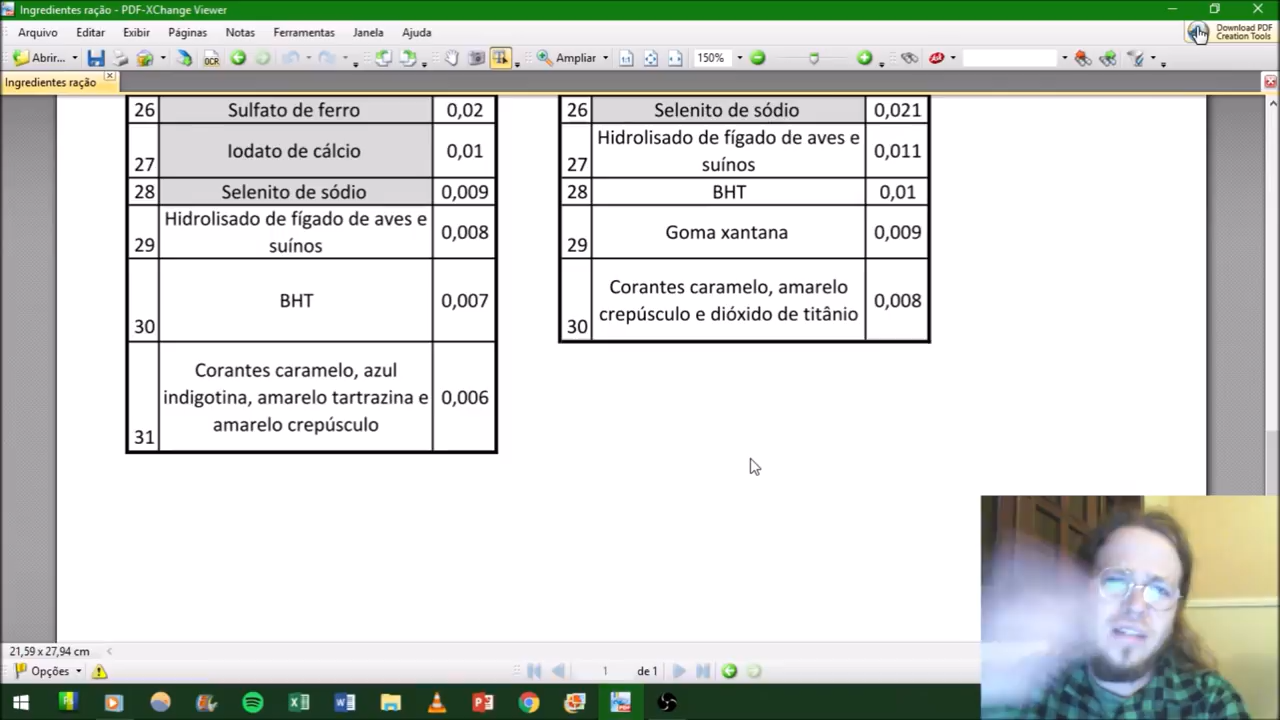 Ingredientes ração - PDF-XChange Viewer
Arquivo Editar Exibir Páginas Notas Ferramentas Janela Ajuda
Download PDF
Creation Tools
Abrir... OCR Ampliar 150%
Ingredientes ração
26 Sulfato de ferro 0,02
27 Iodato de cálcio 0,01
28 Selenito de sódio 0,009
Hidrolisado de fígado de aves e
29 suínos 0,008
30 BHT 0,007
Corantes caramelo, azul
indigotina, amarelo tartrazina e 0,006
amarelo crepúsculo
31
26 Selenito de sódio 0,021
Hidrolisado de fígado de aves e
27 suínos 0,011
28 BHT 0,01
29 Goma xantana 0,009
Corantes caramelo, amarelo
crepúsculo e dióxido de titânio 0,008
30
21,59 x 27,94 cm
Opções 1 de 1